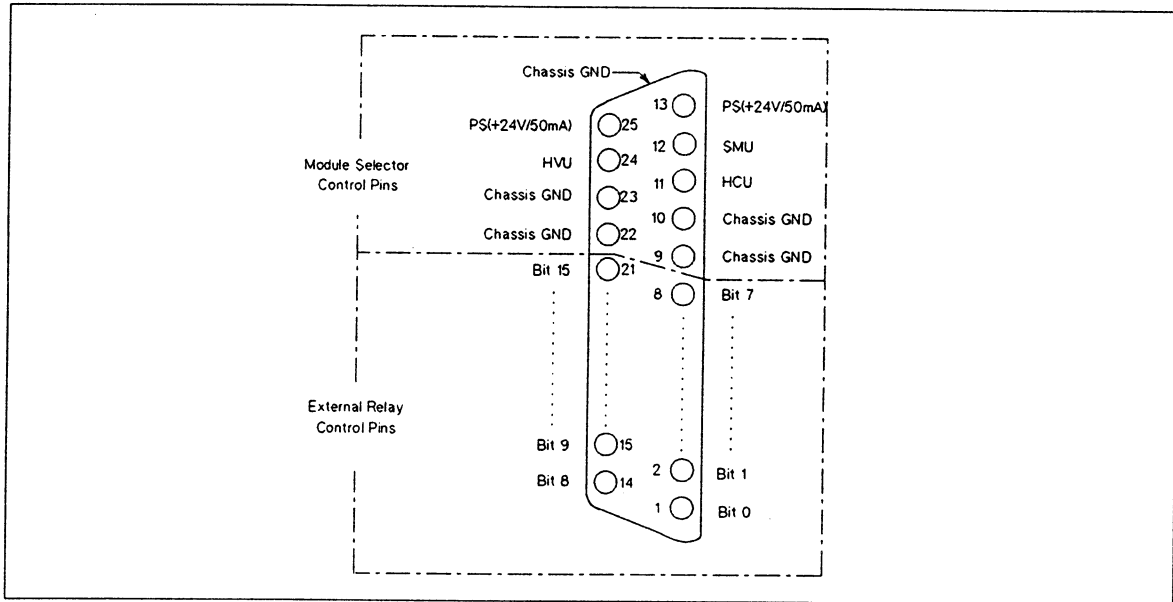 Chassis GND
13 PS(+24V/50mA)
PS(+24V/50mA) 25
12 SMU
HVU 24
Module Selector
Control Pins
11 HCU
Chassis GND 23
10 Chassis GND
Chassis GND 22
9 Chassis GND
Bit 15 21
8 Bit 7
External Relay
Control Pins
Bit 9 15
2 Bit 1
Bit 8 14
1 Bit 0